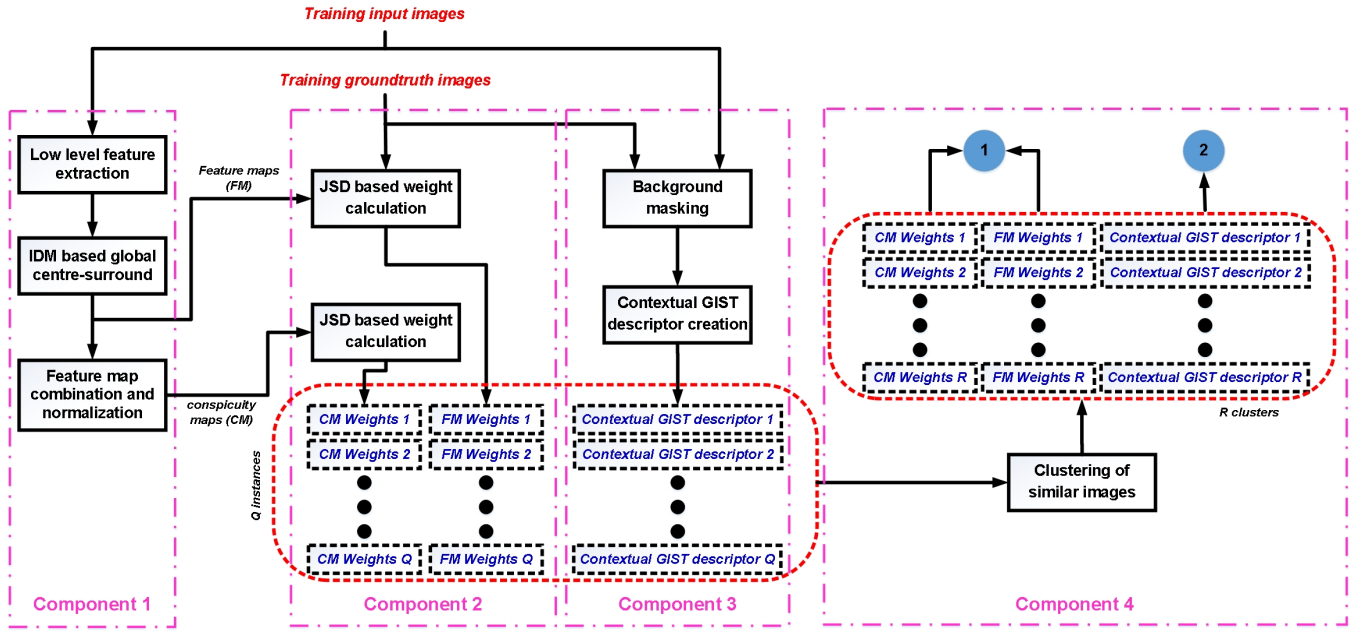 Training input images
Training groundtruth images
Low level feature
extraction
IDM based global
centre-surround
Feature map
combination and
normalization
Component 1
Feature maps
(FM)
conspicuity
maps (CM)
JSD based weight
calculation
JSD based weight
calculation
CM Weights 1
FM Weights 1
CM Weights 2
FM Weights 2
CM Weights Q
FM Weights Q
Q instances
Component 2
Background
masking
Contextual GIST
descriptor creation
Contextual GIST descriptor 1
Contextual GIST descriptor 2
Contextual GIST descriptor Q
Component 3
1
2
CM Weights 1
FM Weights 1
Contextual GIST descriptor 1
CM Weights 2
FM Weights 2
Contextual GIST descriptor 2
CM Weights R
FM Weights R
Contextual GIST descriptor R
R clusters
Clustering of
similar images
Component 4